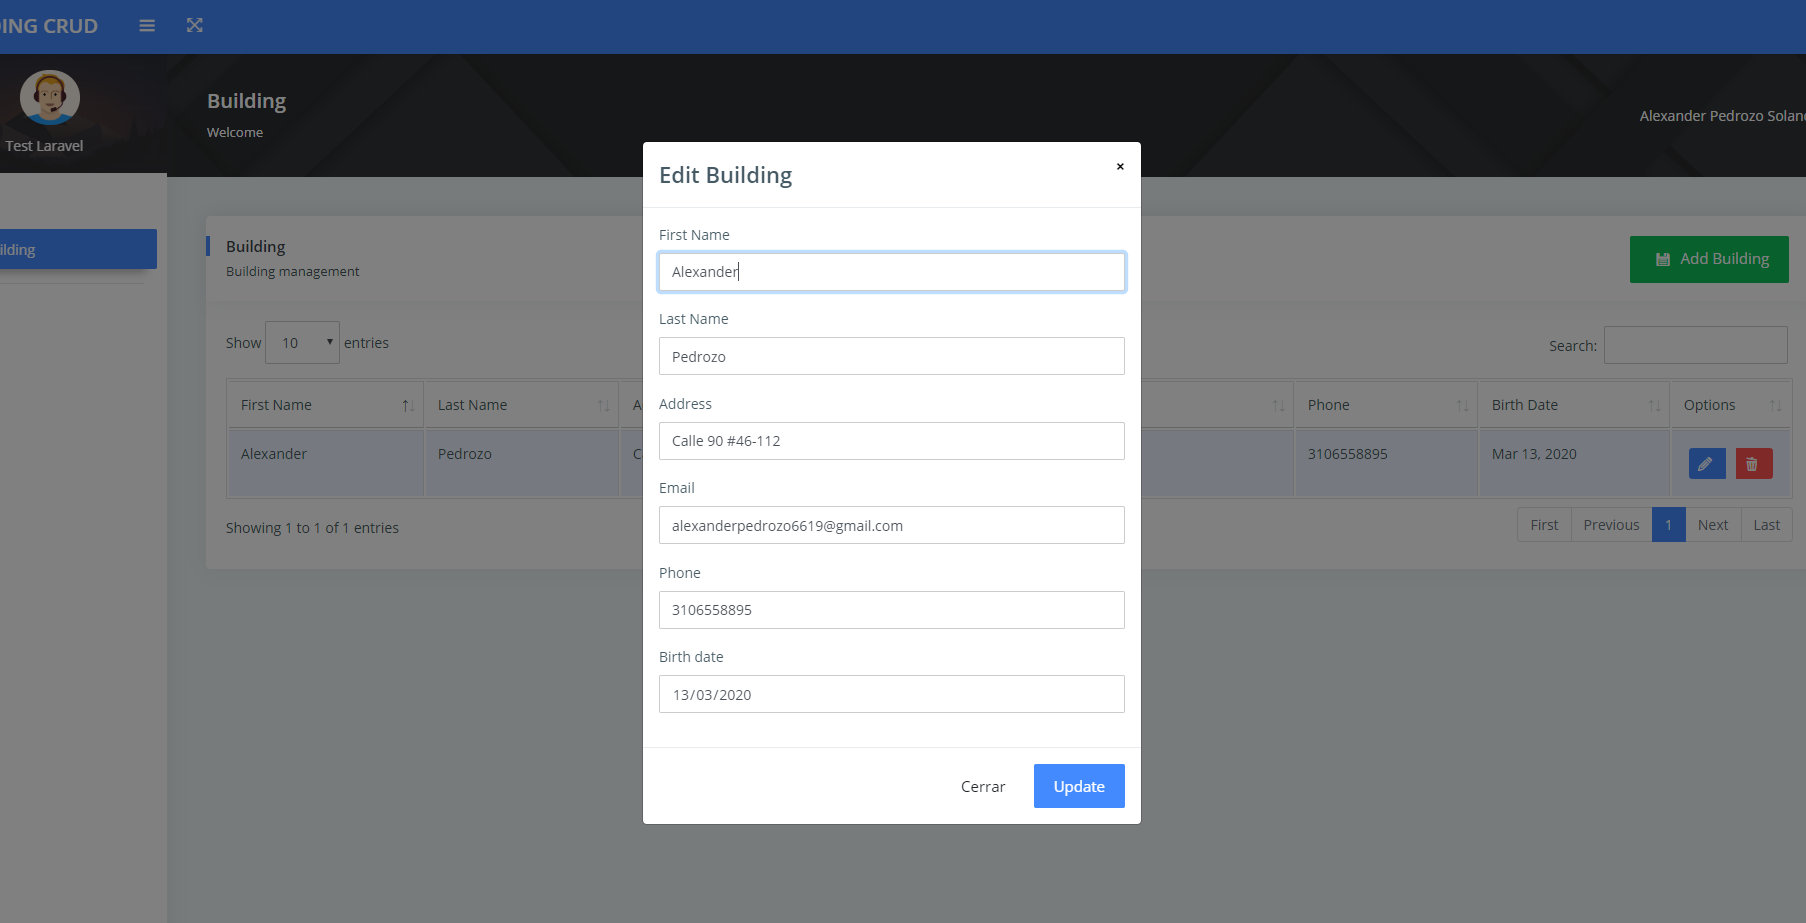 ING CRUD
Test Laravel
ilding
Building
Welcome
Alexander Pedrozo Solan
Building
Building management
Add Building
Show 10 entries
Search:
First Name Last Name A Phone Birth Date Options
Alexander Pedrozo C 3106558895 Mar 13, 2020
Showing 1 to 1 of 1 entries
First Previous 1 Next Last
Edit Building
×
First Name
Alexander
Last Name
Pedrozo
Address
Calle 90 #46-112
Email
alexanderpedrozo6619@gmail.com
Phone
3106558895
Birth date
13/03/2020
Cerrar Update